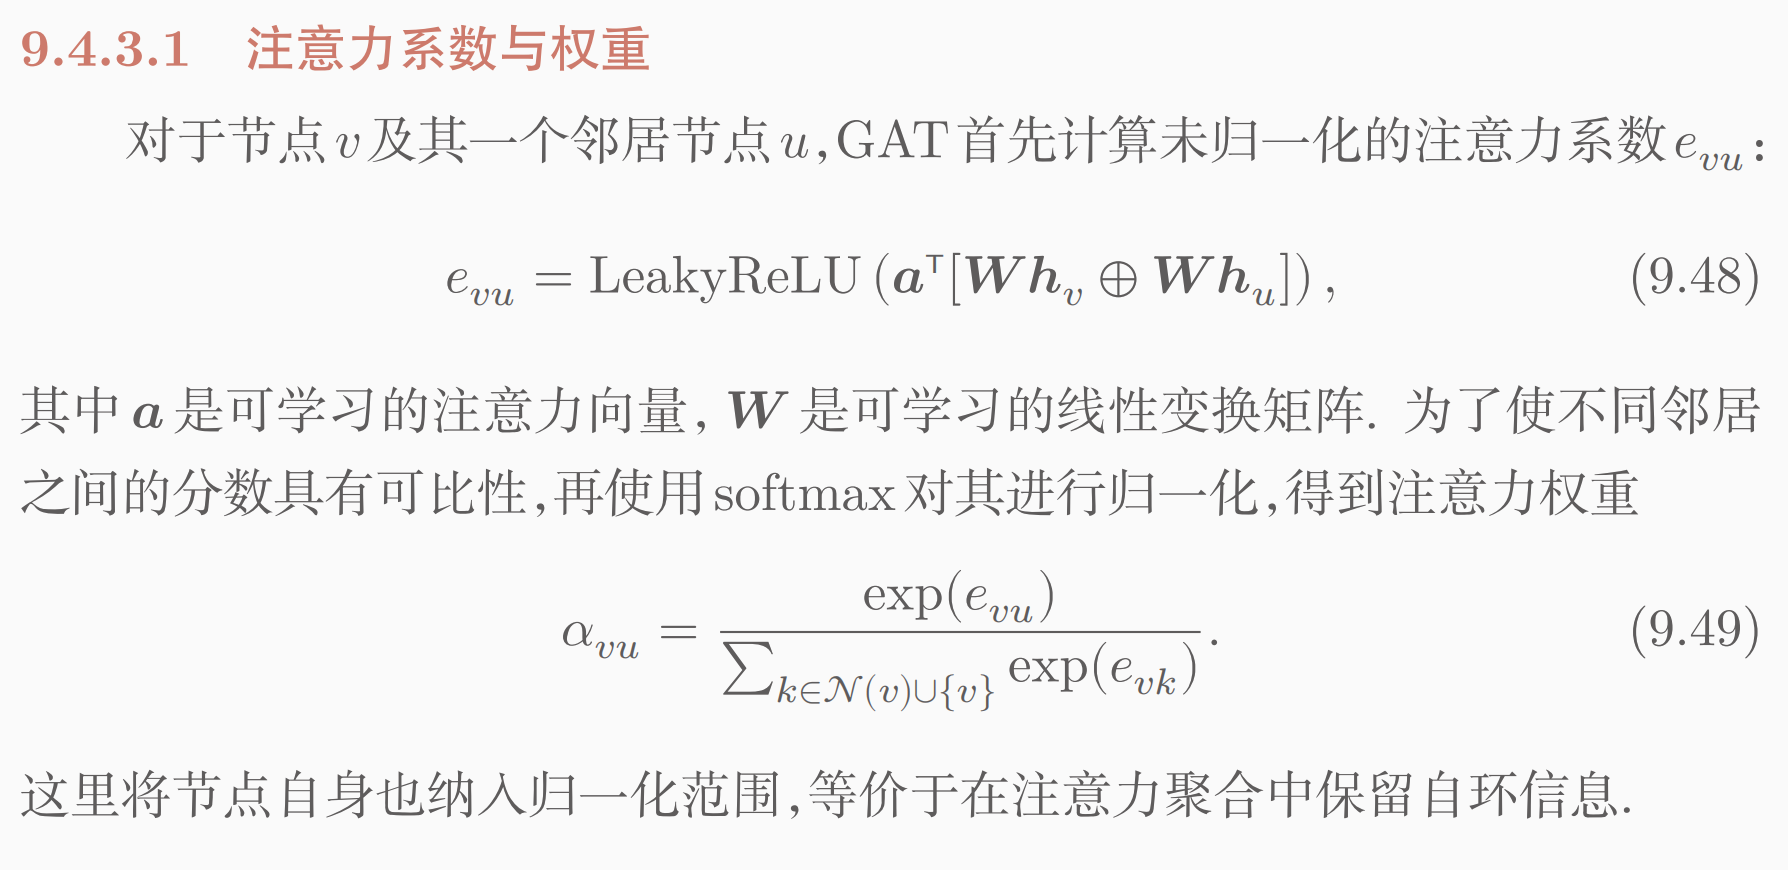 9.4.3.1 注意力系数与权重
对于节点 v 及其一个邻居节点 u, GAT 首先计算未归一化的注意力系数 e_{vu}:
e_{vu} = LeakyReLU (a^⊤[W h_v ⊕ W h_u]) , (9.48)
其中 a 是可学习的注意力向量, W 是可学习的线性变换矩阵. 为了使不同邻居
之间的分数具有可比性, 再使用 softmax 对其进行归一化, 得到注意力权重
α_{vu} = \frac{exp(e_{vu})}{∑_{k∈𝒩(v)∪{v}} exp(e_{vk})}. (9.49)
这里将节点自身也纳入归一化范围, 等价于在注意力聚合中保留自环信息.